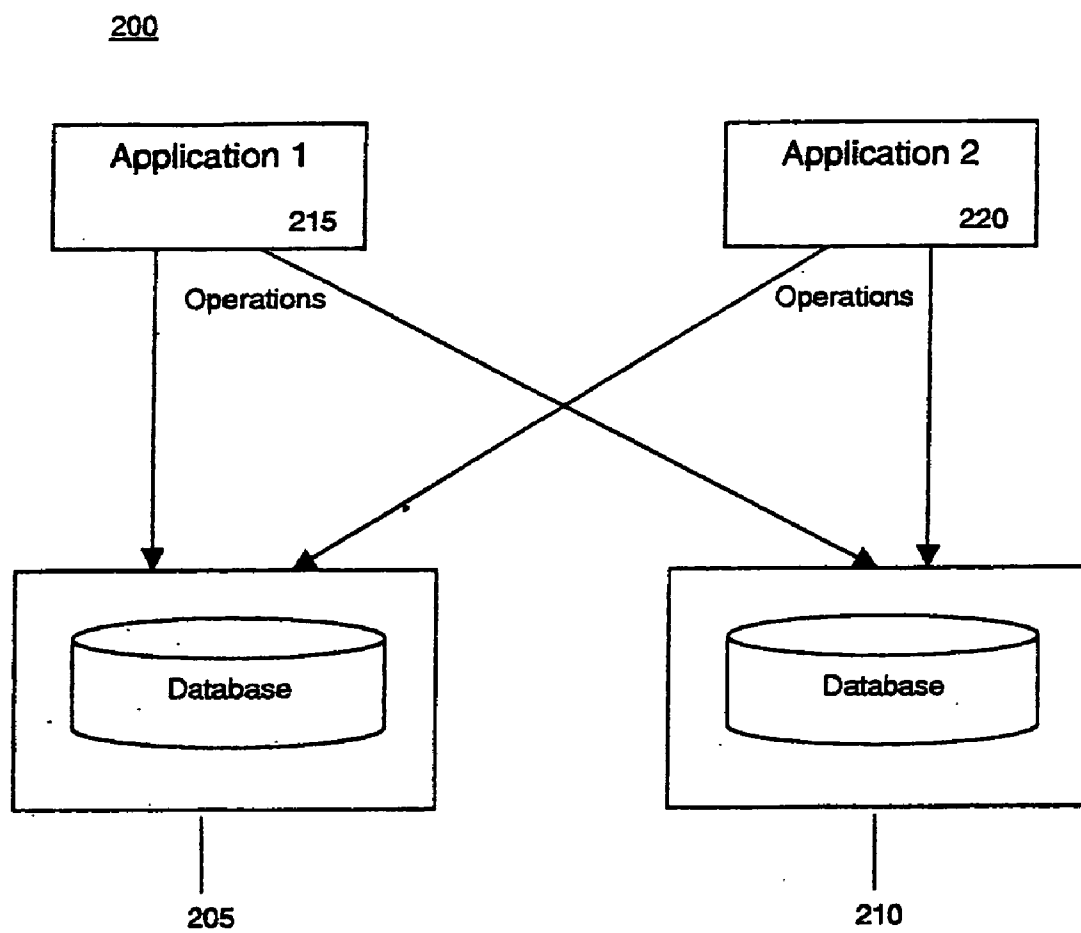 200
Application 1
215
Application 2
220
Operations
Operations
Database
Database
205
210